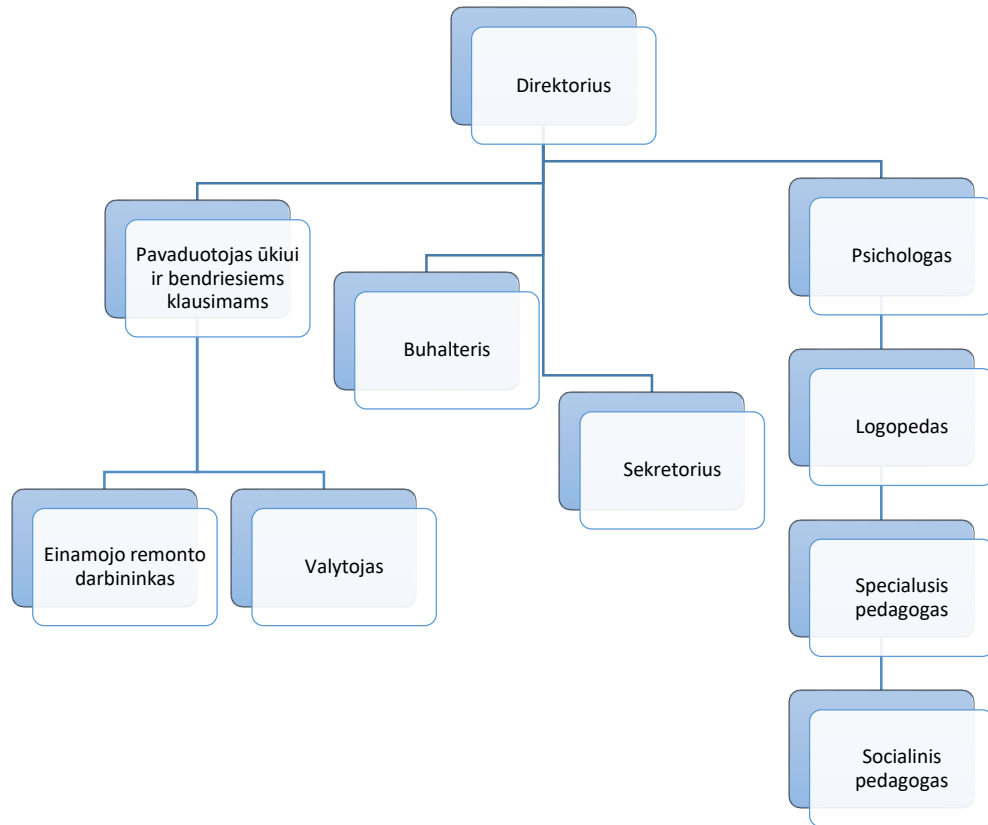 Direktorius
Pavaduotojas ūkiui
ir bendriesiems
klausimams
Buhalteris
Sekretorius
Psichologas
Logopedas
Einamojo remonto
darbininkas
Valytojas
Specialusis
pedagogas
Socialinis
pedagogas